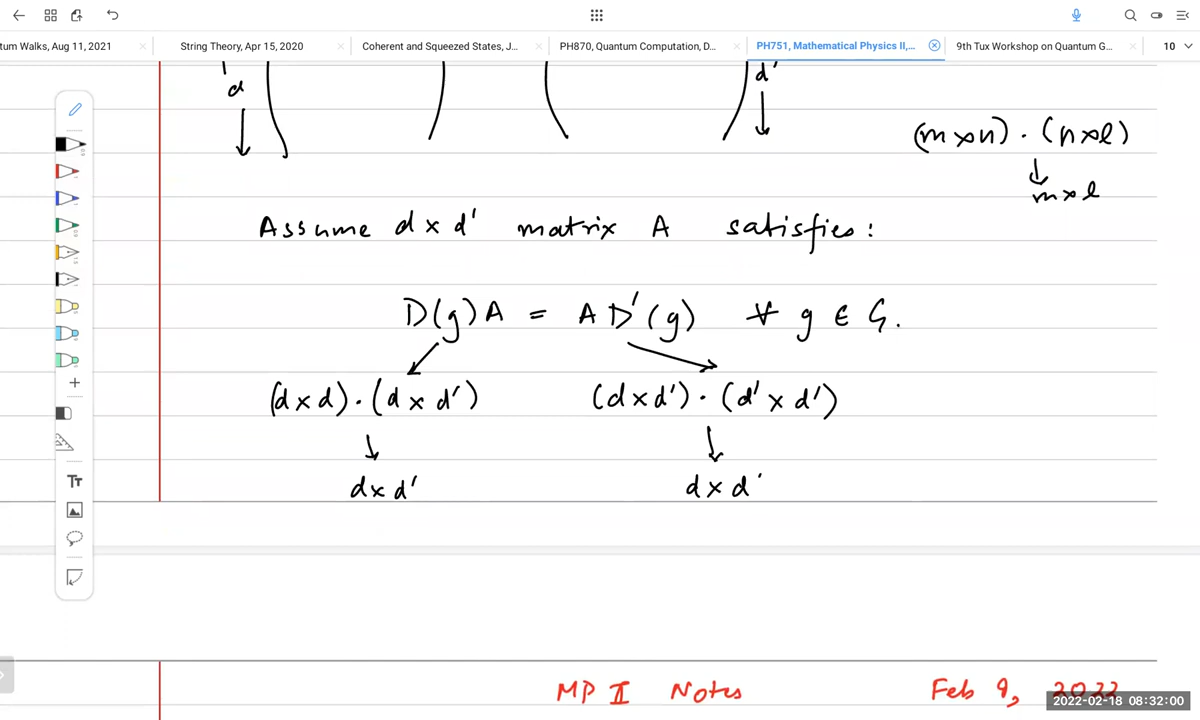 tum Walks, Aug 11, 2021 String Theory, Apr 15, 2020 Coherent and Squeezed States, J... PH870, Quantum Computation, D... PH751, Mathematical Physics II,... 9th Tux Workshop on Quantum G... 10
d d'
(m×n) · (n×l)
m×l
Assume d × d' matrix A satisfies :
D(g)A = A D'(g) ∀ g ∈ G.
(d×d) · (d × d') (d×d') · (d' × d')
d×d' d×d'
Tт
MP II Notes Feb 9, 2022
2022-02-18 08:32:00